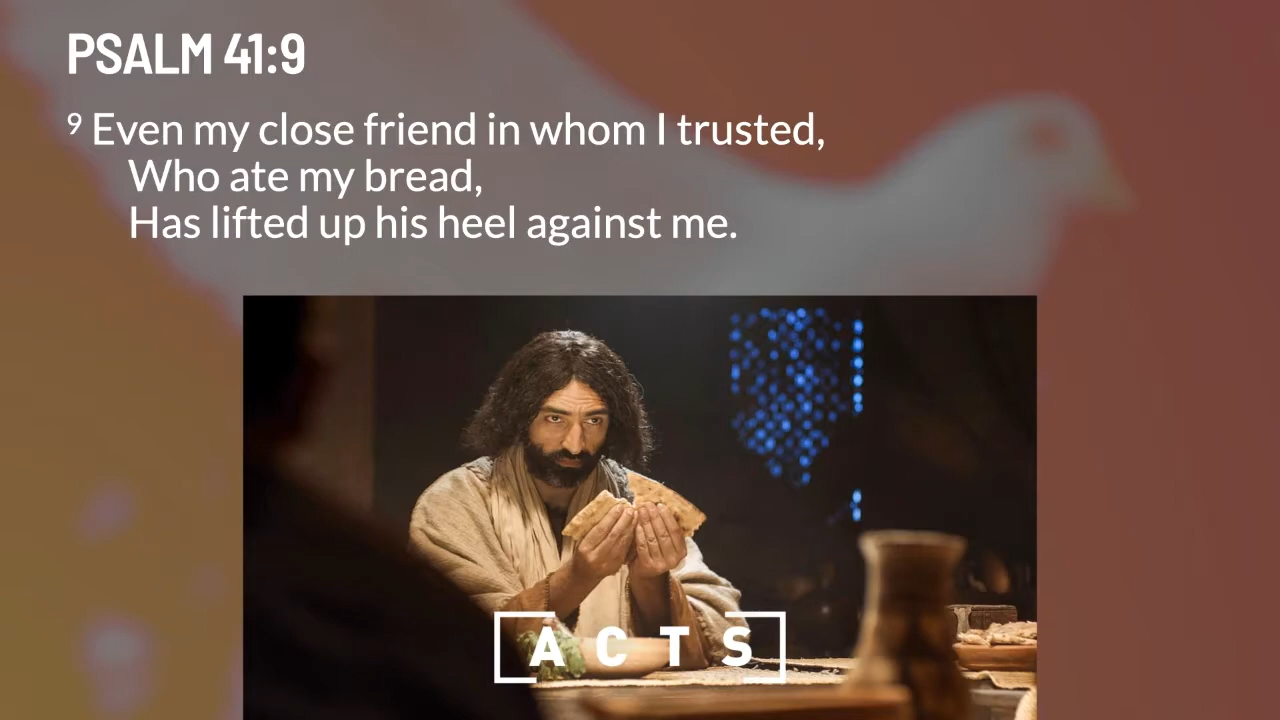 PSALM 41:9
⁹ Even my close friend in whom I trusted,
Who ate my bread,
Has lifted up his heel against me.
ACTS